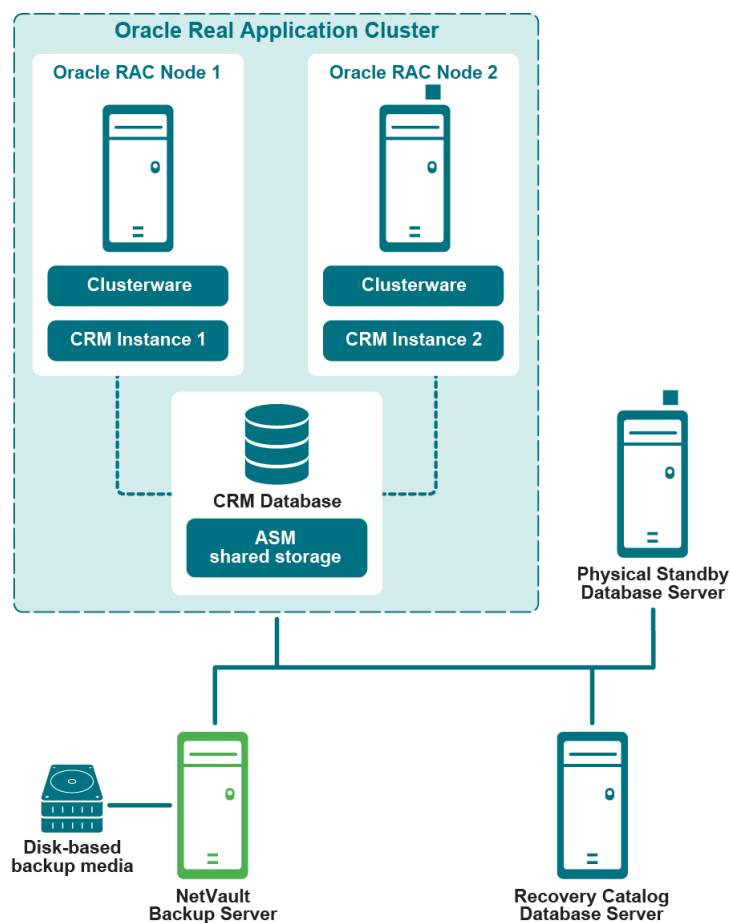 Oracle Real Application Cluster
Oracle RAC Node 1
Oracle RAC Node 2
Clusterware
Clusterware
CRM Instance 1
CRM Instance 2
CRM Database
ASM
shared storage
Physical Standby
Database Server
Disk-based
backup media
NetVault
Backup Server
Recovery Catalog
Database Server